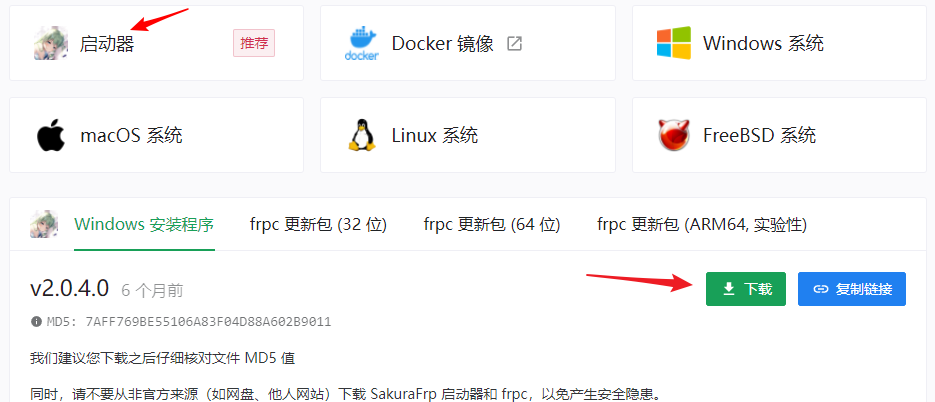 启动器 推荐
docker Docker 镜像
Windows 系统
macOS 系统
Linux 系统
FreeBSD 系统
Windows 安装程序 frpc 更新包 (32 位) frpc 更新包 (64 位) frpc 更新包 (ARM64, 实验性)
v2.0.4.0 6 个月前 下载 复制链接
MD5: 7AFF769BE55106A83F04D88A602B9011
我们建议您下载之后仔细核对文件 MD5 值
同时，请不要从非官方来源（如网盘、他人网站）下载 SakuraFrp 启动器和 frpc，以免产生安全隐患。